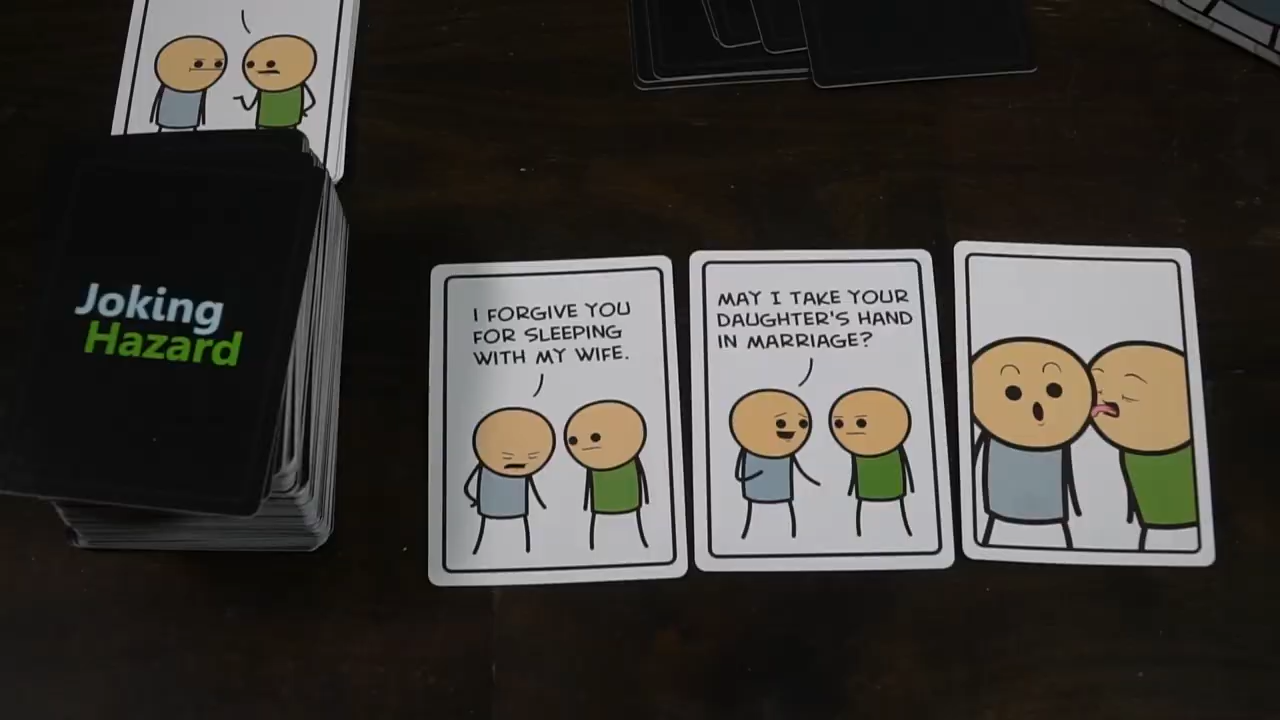 Joking
Hazard
I FORGIVE YOU
FOR SLEEPING
WITH MY WIFE.
MAY I TAKE YOUR
DAUGHTER'S HAND
IN MARRIAGE?